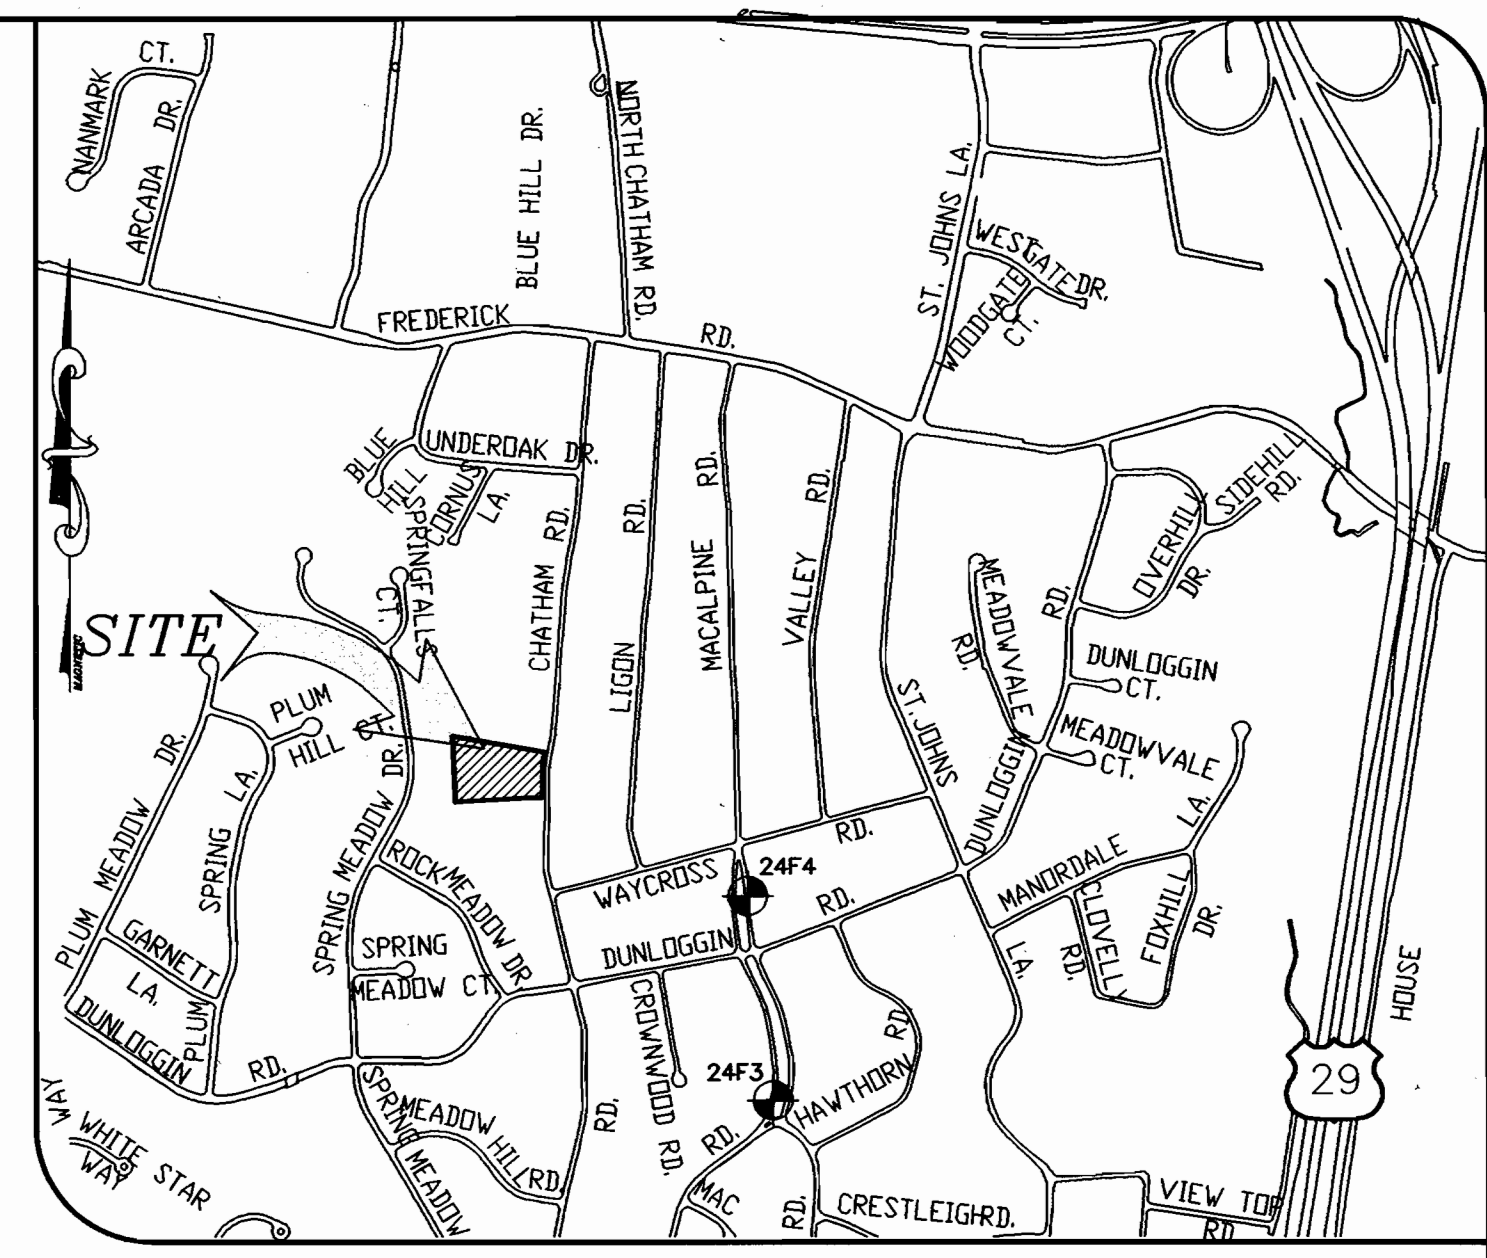 CT.
NANMARK
ARCADA DR.
BLUE HILL DR.
NORTH CHATHAM RD.
ST. JOHNS LA.
WESTGATE DR.
WOODGATE
CT.
FREDERICK RD.
BLUE
HILL
UNDEROAK DR.
CORNUS
LA.
SPRINGFALLS
CT.
CHATHAM RD.
LIGON RD.
MACALPINE RD.
VALLEY RD.
ST. JOHNS
LA.
OVERHILL
DR.
SIDEHILL
RD.
MEADOWVALE
RD.
DUNLOGGIN RD.
DUNLOGGIN
CT.
MEADOWVALE
CT.
SITE
MAGNETIC
PLUM
HILL
CT.
PLUM MEADOW DR.
SPRING LA.
PLUM
SPRING MEADOW DR.
ROCK MEADOW DR
GARNETT
LA.
SPRING
MEADOW CT.
DUNLOGGIN RD.
WAYCROSS RD.
24F4
DUNLOGGIN RD.
MANORDALE LA.
CLOVELLY
RD.
FOXHILL
DR.
CROWNWOOD RD.
24F3
HAWTHORN RD.
RD.
MEADOW HILL RD.
SPRING MEADOW
WAY
WHITE STAR
WAY
RD.
MAC
RD.
CRESTLEIGH RD.
VIEW TOP
RD
HOUSE
29